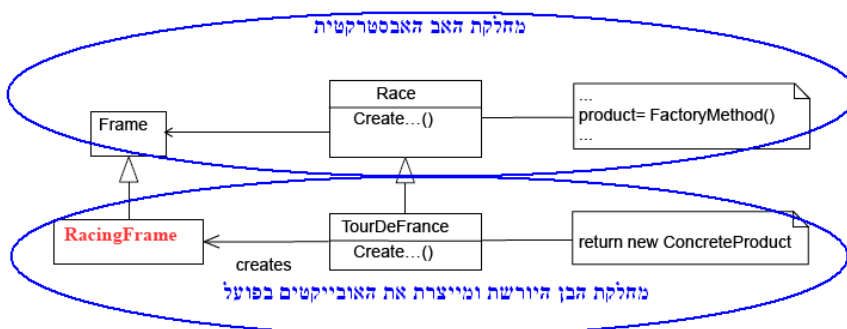 מחלקת האב האבסטרקטית
Race
Create...()
Frame
...
product= FactoryMethod()
...
RacingFrame
creates
TourDeFrance
Create...()
return new ConcreteProduct
מחלקת הבן היורשת ומייצרת את האובייקטים בפועל